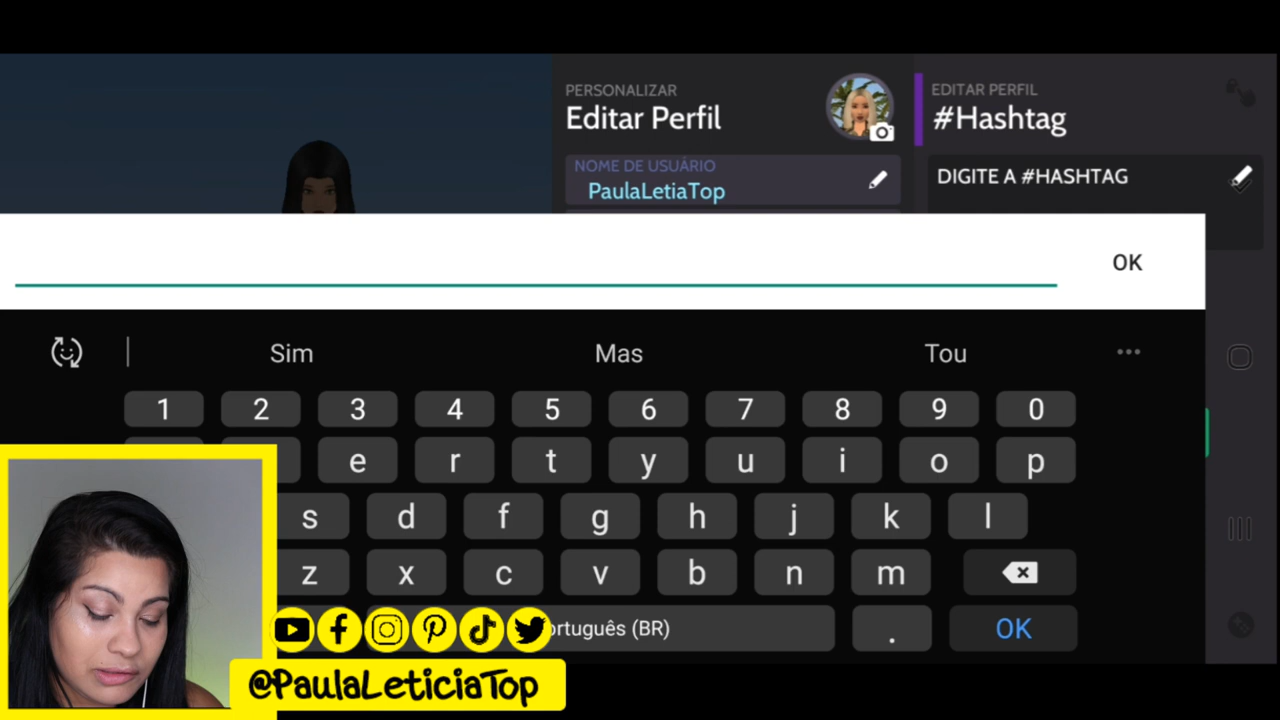 PERSONALIZAR
Editar Perfil
NOME DE USUÁRIO
PaulaLetiaTop
EDITAR PERFIL
#Hashtag
DIGITE A #HASHTAG
OK
Sim Mas Tou
1 2 3 4 5 6 7 8 9 0
e r t y u i o p
s d f g h j k l
z x c v b n m
ortuguês (BR) . OK
@PaulaLeticiaTop